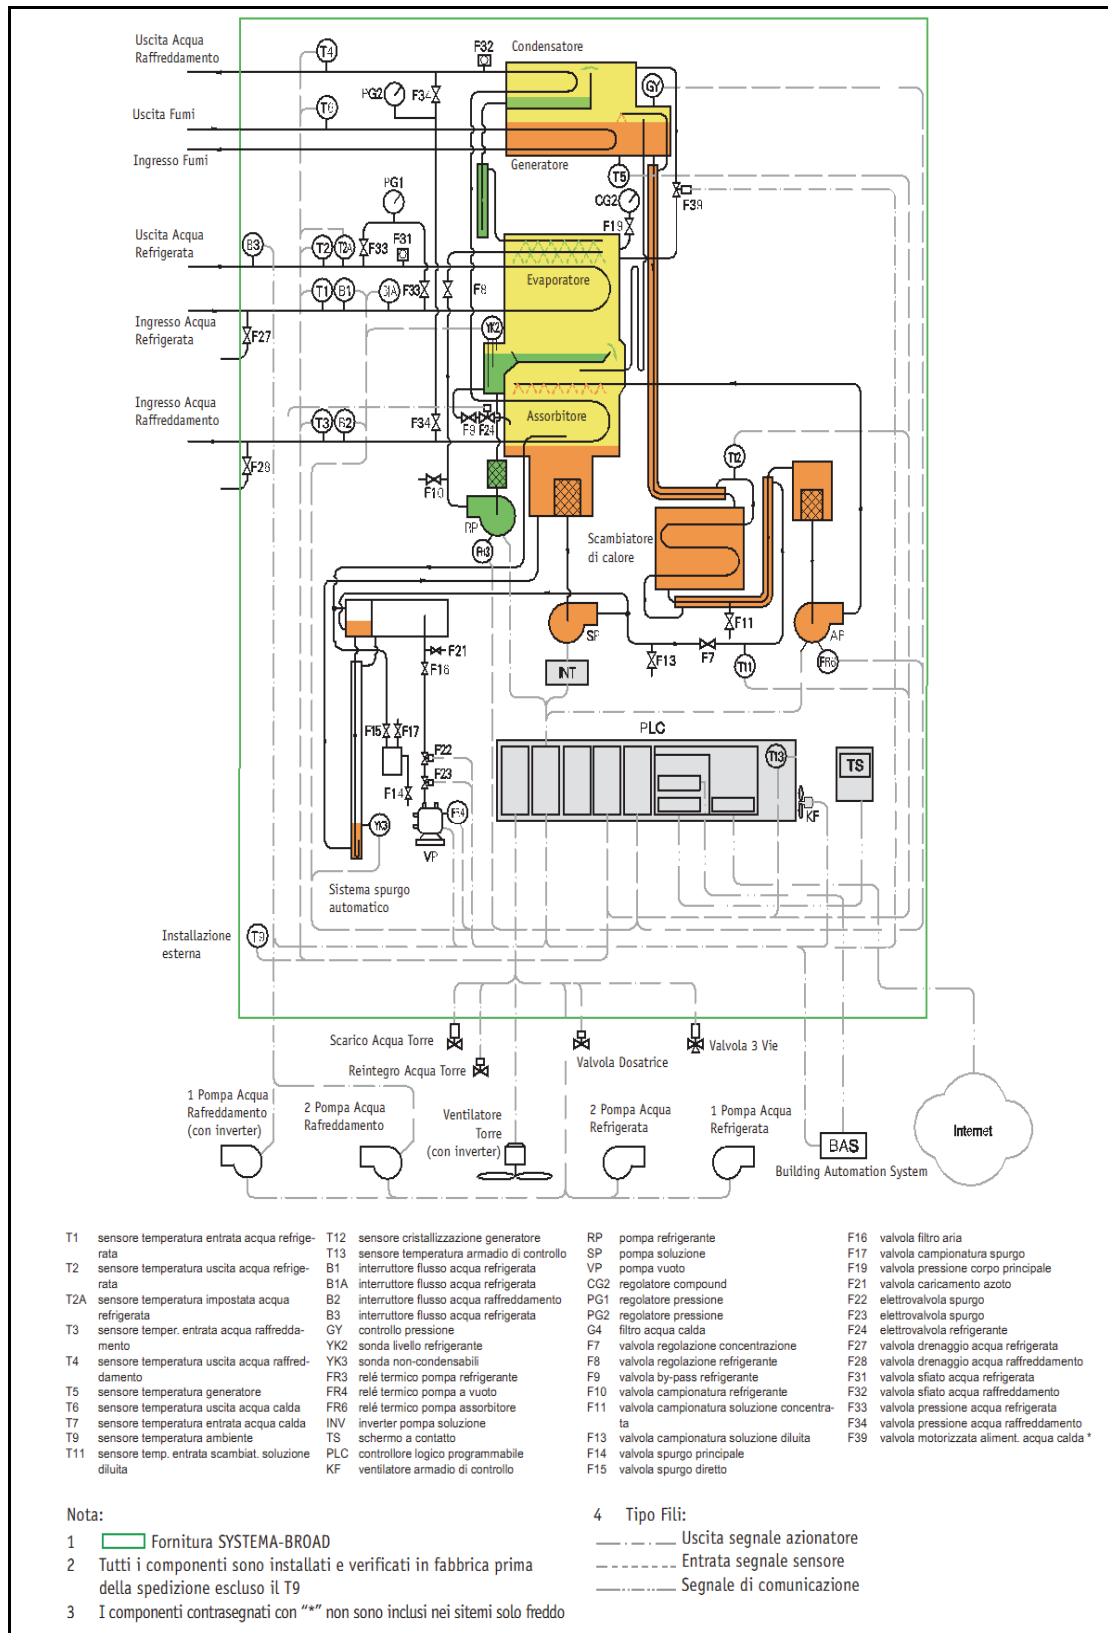 Uscita Acqua
Raffreddamento
T4
F32
Condensatore
PG2
F34
GY
Uscita Fumi
T6
Ingresso Fumi
Generatore
T5
PG1
CG2
F39
F19
Uscita Acqua
Refrigerata
B3
T2
T2A
F33
F31
Evaporatore
T1
B1
B1A
F33
F8
Ingresso Acqua
Refrigerata
F27
YK2
Ingresso Acqua
Raffreddamento
T3
B2
F34
F9
F24
Assorbitore
F28
F10
T12
RP
FR3
Scambiatore
di calore
SP
F11
AP
F21
F16
F13
F7
T11
FR6
INT
F15
F17
PLC
F22
T13
TS
F23
F14
FR4
KF
YK3
VP
Sistema spurgo
automatico
Installazione
esterna
T9
Scarico Acqua Torre
Valvola Dosatrice
Valvola 3 Vie
Reintegro Acqua Torre
1 Pompa Acqua
Rafreddamento
(con inverter)
2 Pompa Acqua
Rafreddamento
Ventilatore
Torre
(con inverter)
2 Pompa Acqua
Refrigerata
1 Pompa Acqua
Refrigerata
BAS
Internet
Building Automation System
T1 sensore temperatura entrata acqua refrige-
rata
T2 sensore temperatura uscita acqua refrige-
rata
T2A sensore temperatura impostata acqua
refrigerata
T3 sensore temper. entrata acqua raffredda-
mento
T4 sensore temperatura uscita acqua raffred-
damento
T5 sensore temperatura generatore
T6 sensore temperatura uscita acqua calda
T7 sensore temperatura entrata acqua calda
T9 sensore temperatura ambiente
T11 sensore temp. entrata scambiat. soluzione
diluita
T12 sensore cristallizzazione generatore
T13 sensore temperatura armadio di controllo
B1 interruttore flusso acqua refrigerata
B1A interruttore flusso acqua refrigerata
B2 interruttore flusso acqua raffreddamento
B3 interruttore flusso acqua refrigerata
GY controllo pressione
YK2 sonda livello refrigerante
YK3 sonda non-condensabili
FR3 relé termico pompa refrigerante
FR4 relé termico pompa a vuoto
FR6 relé termico pompa assorbitore
INV inverter pompa soluzione
TS schermo a contatto
PLC controllore logico programmabile
KF ventilatore armadio di controllo
RP pompa refrigerante
SP pompa soluzione
VP pompa vuoto
CG2 regolatore compound
PG1 regolatore pressione
PG2 regolatore pressione
G4 filtro acqua calda
F7 valvola regolazione concentrazione
F8 valvola regolazione refrigerante
F9 valvola by-pass refrigerante
F10 valvola campionatura refrigerante
F11 valvola campionatura soluzione concentra-
ta
F13 valvola campionatura soluzione diluita
F14 valvola spurgo principale
F15 valvola spurgo diretto
F16 valvola filtro aria
F17 valvola campionatura spurgo
F19 valvola pressione corpo principale
F21 valvola caricamento azoto
F22 elettrovalvola spurgo
F23 elettrovalvola spurgo
F24 elettrovalvola refrigerante
F27 valvola drenaggio acqua refrigerata
F28 valvola drenaggio acqua raffreddamento
F31 valvola sfiato acqua refrigerata
F32 valvola sfiato acqua raffreddamento
F33 valvola pressione acqua refrigerata
F34 valvola pressione acqua raffreddamento
F39 valvola motorizzata aliment. acqua calda *
Nota:
1 Fornitura SYSTEMA-BROAD
2 Tutti i componenti sono installati e verificati in fabbrica prima
della spedizione escluso il T9
3 I componenti contrasegnati con “*” non sono inclusi nei sitemi solo freddo
4 Tipo Fili:
Uscita segnale azionatore
Entrata segnale sensore
Segnale di comunicazione